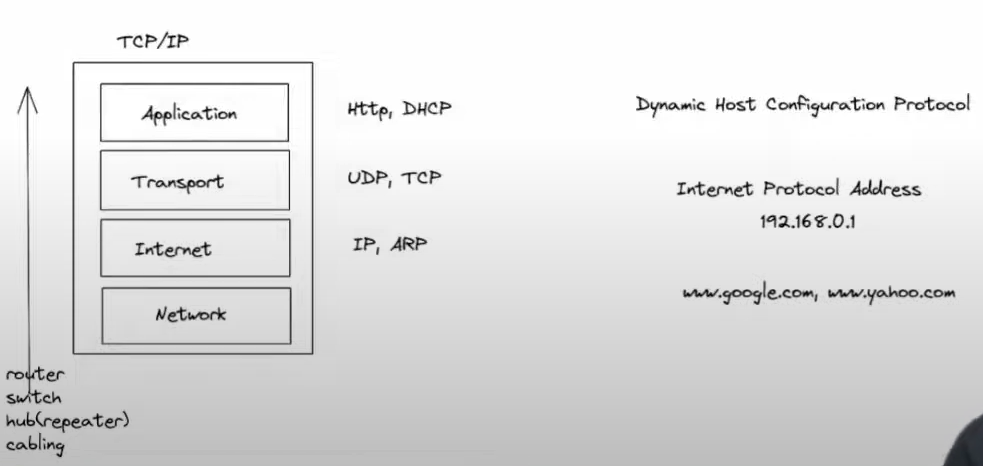 TCP/IP
Application
Http, DHCP
Dynamic Host Configuration Protocol
Transport
UDP, TCP
Internet Protocol Address
192.168.0.1
Internet
IP, ARP
www.google.com, www.yahoo.com
Network
router
switch
hub(repeater)
cabling